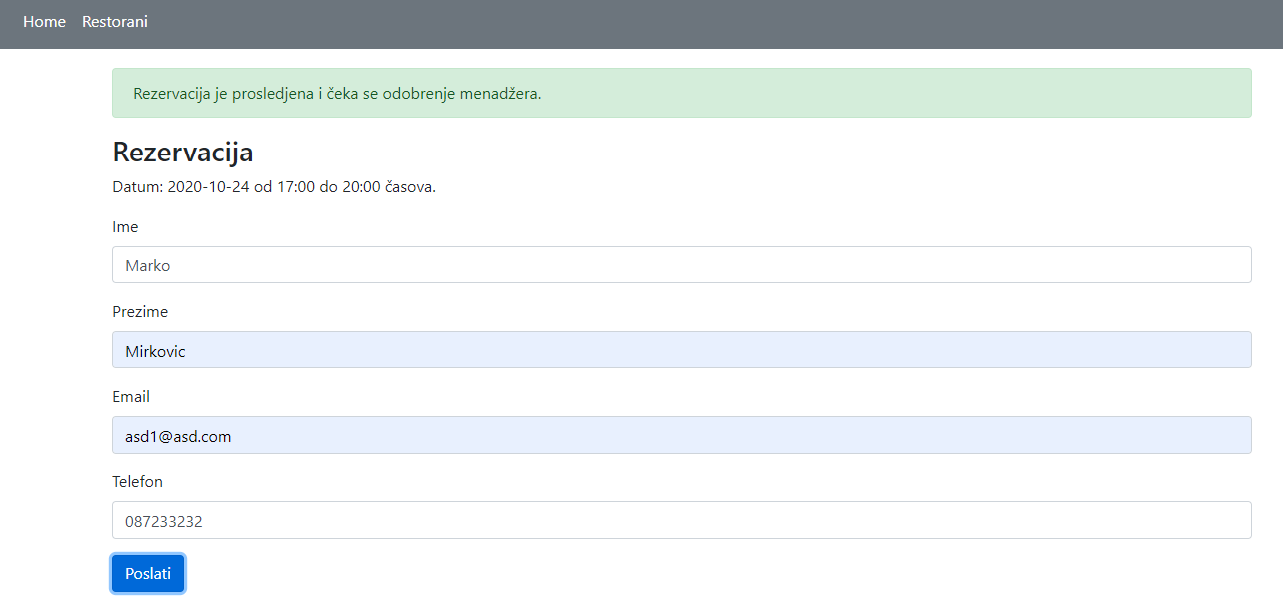 Home Restorani
Rezervacija je prosledjena i čeka se odobrenje menadžera.
Rezervacija
Datum: 2020-10-24 od 17:00 do 20:00 časova.
Ime
Marko
Prezime
Mirkovic
Email
asd1@asd.com
Telefon
087233232
Poslati